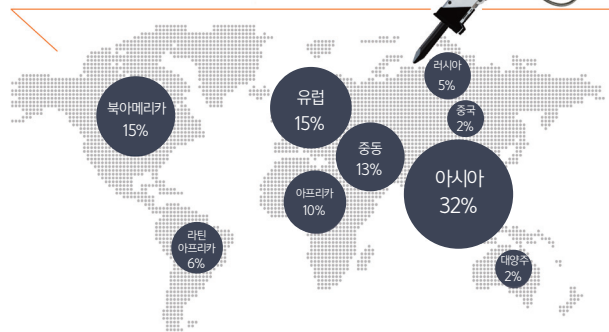 러시아
5%
북아메리카
15%
유럽
15%
중국
2%
중동
13%
아시아
32%
아프리카
10%
라틴
아프리카
6%
대양주
2%